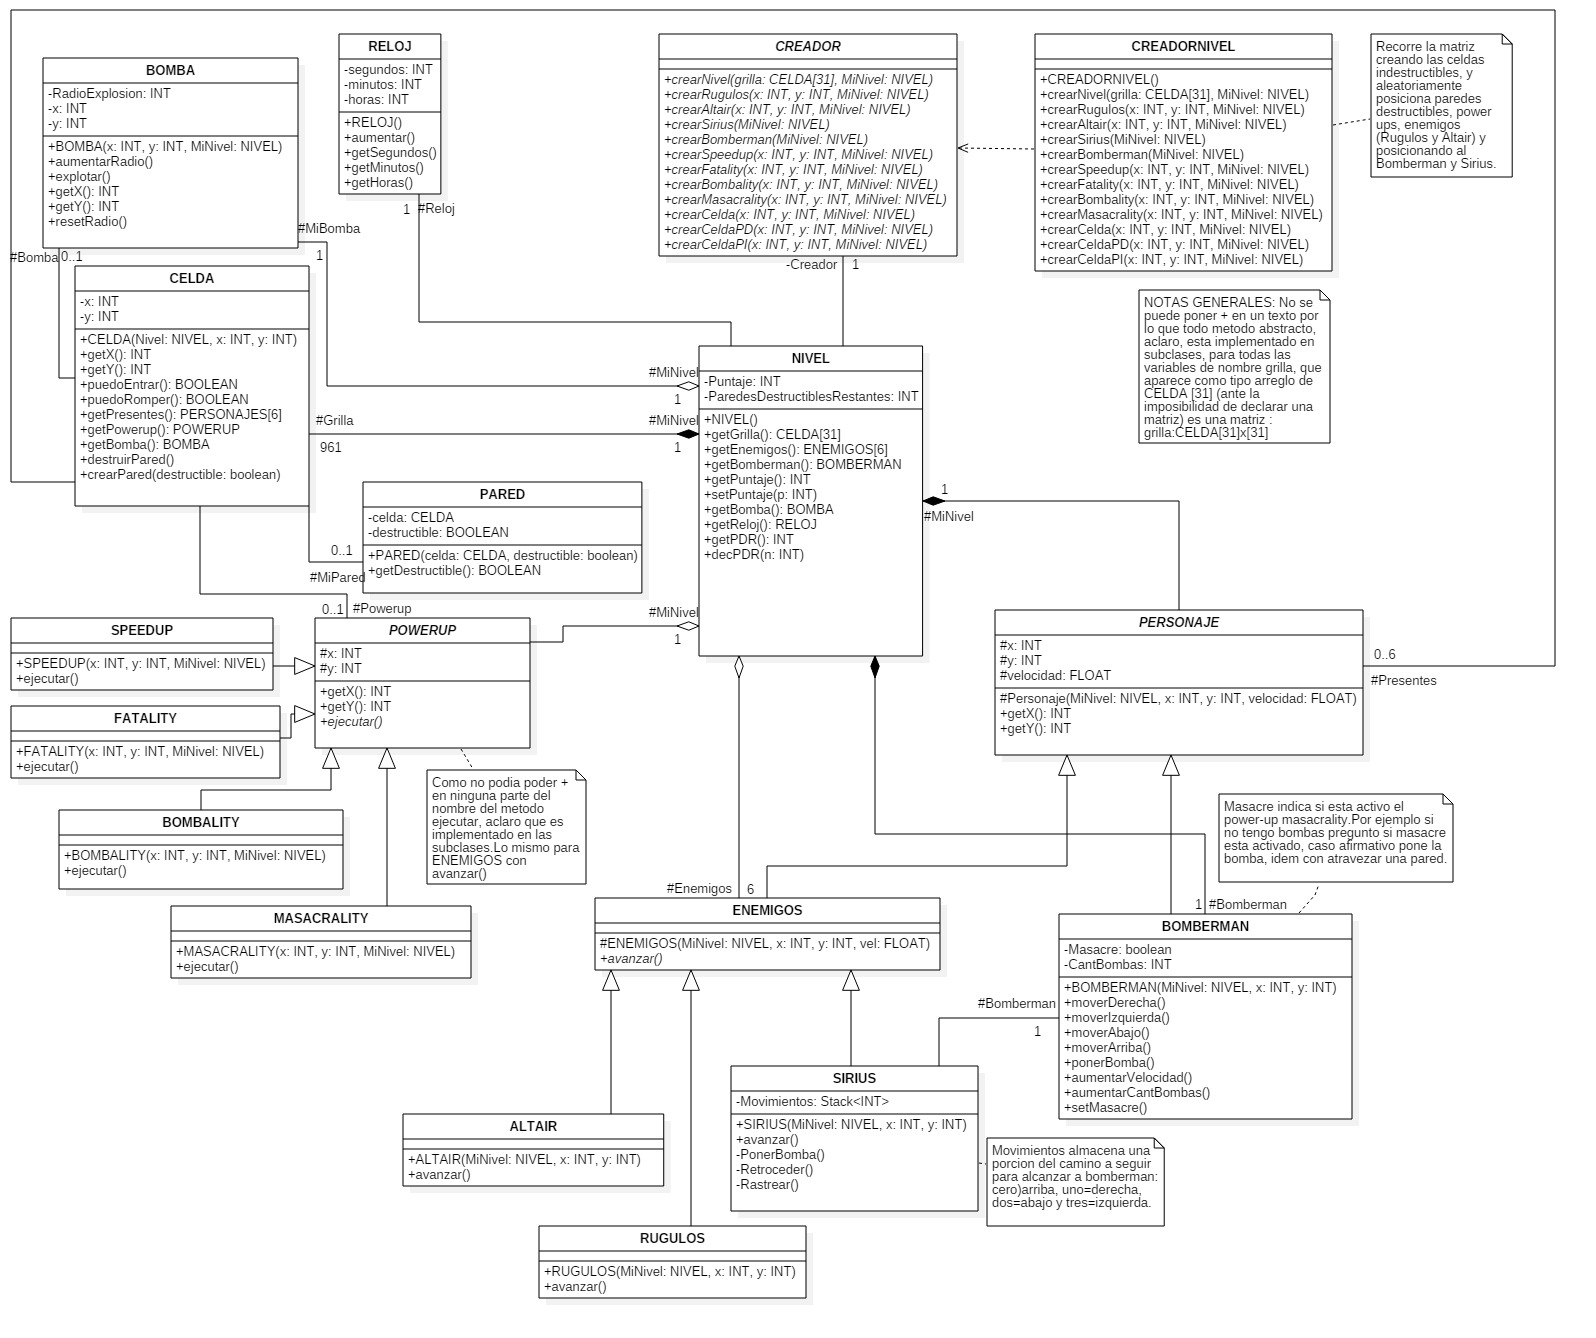 BOMBA
-RadioExplosion: INT
-x: INT
-y: INT
+BOMBA(x: INT, y: INT, MiNivel: NIVEL)
+aumentarRadio()
+explotar()
+getX(): INT
+getY(): INT
+resetRadio()
RELOJ
-segundos: INT
-minutos: INT
-horas: INT
+RELOJ()
+aumentar()
+getSegundos()
+getMinutos()
+getHoras()
1
#Reloj
CREADOR
+crearNivel(grilla: CELDA[31], MiNivel: NIVEL)
+crearRugulos(x: INT, y: INT, MiNivel: NIVEL)
+crearAltair(x: INT, y: INT, MiNivel: NIVEL)
+crearSirius(MiNivel: NIVEL)
+crearBomberman(MiNivel: NIVEL)
+crearSpeedup(x: INT, y: INT, MiNivel: NIVEL)
+crearFatality(x: INT, y: INT, MiNivel: NIVEL)
+crearBombality(x: INT, y: INT, MiNivel: NIVEL)
+crearMasacrality(x: INT, y: INT, MiNivel: NIVEL)
+crearCelda(x: INT, y: INT, MiNivel: NIVEL)
+crearCeldaPD(x: INT, y: INT, MiNivel: NIVEL)
+crearCeldaPI(x: INT, y: INT, MiNivel: NIVEL)
-Creador
1
CREADORNIVEL
+CREADORNIVEL()
+crearNivel(grilla: CELDA[31], MiNivel: NIVEL)
+crearRugulos(x: INT, y: INT, MiNivel: NIVEL)
+crearAltair(x: INT, y: INT, MiNivel: NIVEL)
+crearSirius(MiNivel: NIVEL)
+crearBomberman(MiNivel: NIVEL)
+crearSpeedup(x: INT, y: INT, MiNivel: NIVEL)
+crearFatality(x: INT, y: INT, MiNivel: NIVEL)
+crearBombality(x: INT, y: INT, MiNivel: NIVEL)
+crearMasacrality(x: INT, y: INT, MiNivel: NIVEL)
+crearCelda(x: INT, y: INT, MiNivel: NIVEL)
+crearCeldaPD(x: INT, y: INT, MiNivel: NIVEL)
+crearCeldaPI(x: INT, y: INT, MiNivel: NIVEL)
Recorre la matriz
creando las celdas
indestructibles, y
aleatoriamente
posiciona paredes
destructibles, power
ups, enemigos
(Rugulos y Altair) y
posicionando al
Bomberman y Sirius.
#MiBomba
1
#Bomba
0..1
CELDA
-x: INT
-y: INT
+CELDA(Nivel: NIVEL, x: INT, y: INT)
+getX(): INT
+getY(): INT
+puedoEntrar(): BOOLEAN
+puedoRomper(): BOOLEAN
+getPresentes(): PERSONAJES[6]
+getPowerup(): POWERUP
+getBomba(): BOMBA
+destruirPared()
+crearPared(destructible: boolean)
#Grilla
961
NOTAS GENERALES: No se
puede poner + en un texto por
lo que todo metodo abstracto,
aclaro, esta implementado en
subclases, para todas las
variables de nombre grilla, que
aparece como tipo arreglo de
CELDA [31] (ante la
imposibilidad de declarar una
matriz) es una matriz :
grilla:CELDA[31]x[31]
NIVEL
-Puntaje: INT
-ParedesDestructiblesRestantes: INT
+NIVEL()
+getGrilla(): CELDA[31]
+getEnemigos(): ENEMIGOS[6]
+getBomberman(): BOMBERMAN
+getPuntaje(): INT
+setPuntaje(p: INT)
+getBomba(): BOMBA
+getReloj(): RELOJ
+getPDR(): INT
+decPDR(n: INT)
#MiNivel
1
#MiNivel
1
#MiNivel
1
1
#MiNivel
PARED
-celda: CELDA
-destructible: BOOLEAN
+PARED(celda: CELDA, destructible: boolean)
+getDestructible(): BOOLEAN
0..1
#MiPared
0..1
#Powerup
SPEEDUP
+SPEEDUP(x: INT, y: INT, MiNivel: NIVEL)
+ejecutar()
POWERUP
#x: INT
#y: INT
+getX(): INT
+getY(): INT
+ejecutar()
PERSONAJE
#x: INT
#y: INT
#velocidad: FLOAT
#Personaje(MiNivel: NIVEL, x: INT, y: INT, velocidad: FLOAT)
+getX(): INT
+getY(): INT
0..6
#Presentes
FATALITY
+FATALITY(x: INT, y: INT, MiNivel: NIVEL)
+ejecutar()
Como no podia poder +
en ninguna parte del
nombre del metodo
ejecutar, aclaro que es
implementado en las
subclases.Lo mismo para
ENEMIGOS con
avanzar()
BOMBALITY
+BOMBALITY(x: INT, y: INT, MiNivel: NIVEL)
+ejecutar()
Masacre indica si esta activo el
power-up masacrality.Por ejemplo si
no tengo bombas pregunto si masacre
esta activado, caso afirmativo pone la
bomba, idem con atravezar una pared.
MASACRALITY
+MASACRALITY(x: INT, y: INT, MiNivel: NIVEL)
+ejecutar()
#Enemigos
6
ENEMIGOS
#ENEMIGOS(MiNivel: NIVEL, x: INT, y: INT, vel: FLOAT)
+avanzar()
1
#Bomberman
BOMBERMAN
-Masacre: boolean
-CantBombas: INT
+BOMBERMAN(MiNivel: NIVEL, x: INT, y: INT)
+moverDerecha()
+moverIzquierda()
+moverAbajo()
+moverArriba()
+ponerBomba()
+aumentarVelocidad()
+aumentarCantBombas()
+setMasacre()
#Bomberman
1
SIRIUS
-Movimientos: Stack<INT>
+SIRIUS(MiNivel: NIVEL, x: INT, y: INT)
+avanzar()
-PonerBomba()
-Retroceder()
-Rastrear()
ALTAIR
+ALTAIR(MiNivel: NIVEL, x: INT, y: INT)
+avanzar()
Movimientos almacena una
porcion del camino a seguir
para alcanzar a bomberman:
cero)arriba, uno=derecha,
dos=abajo y tres=izquierda.
RUGULOS
+RUGULOS(MiNivel: NIVEL, x: INT, y: INT)
+avanzar()